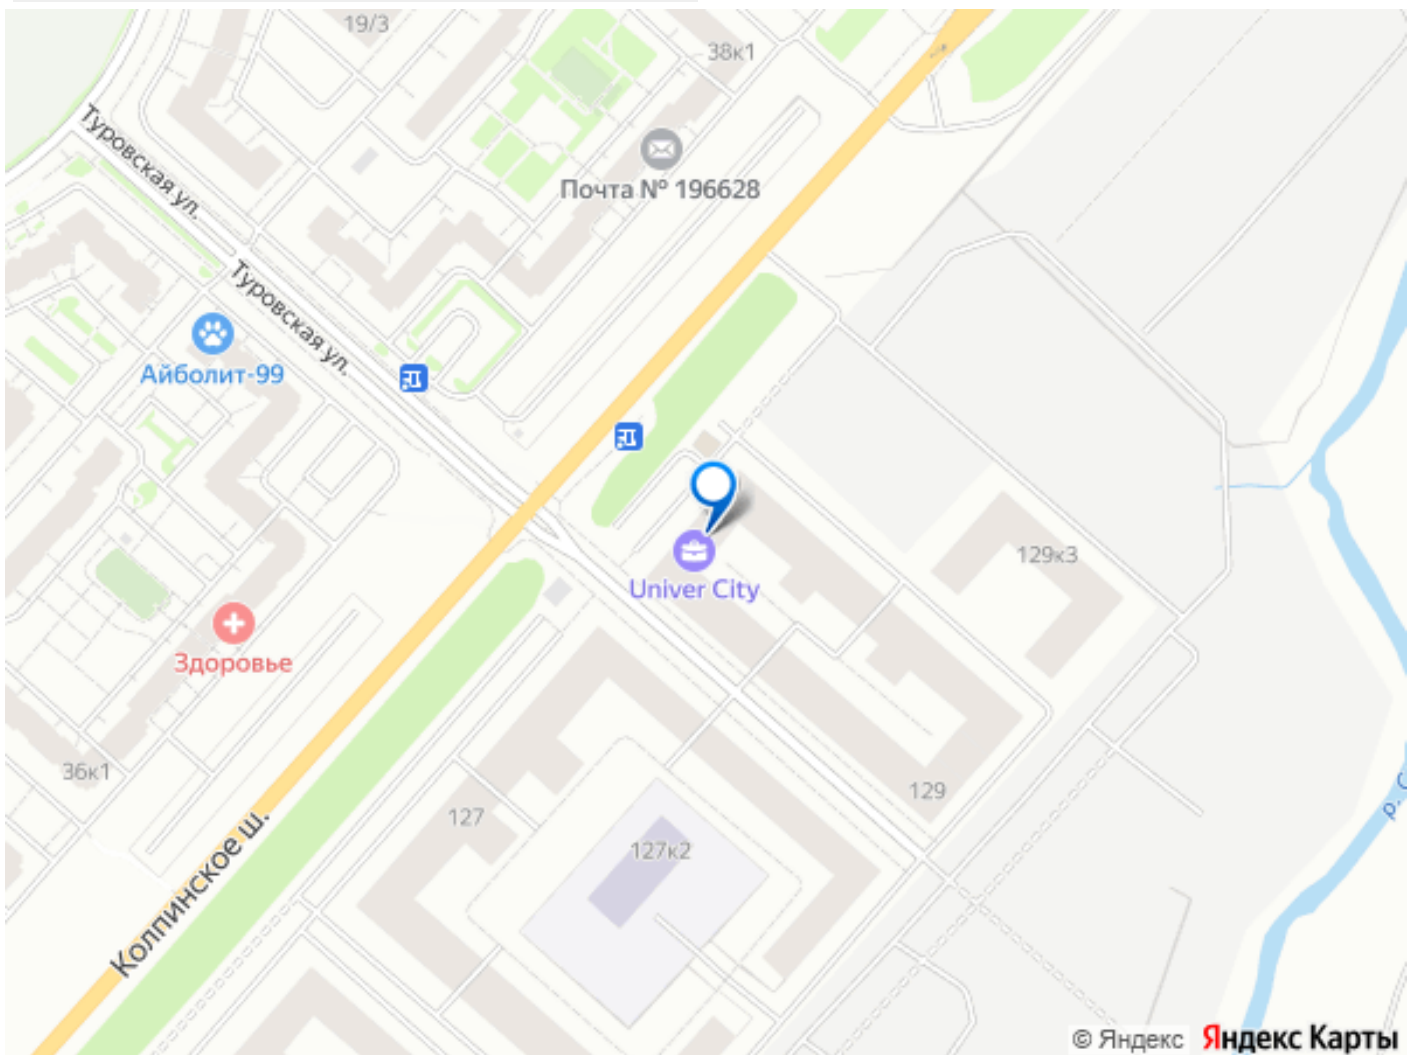 19/3
38к1
Туровская ул.
Почта № 196628
Туровская ул.
Айболит-99
129к3
Univer City
Здоровье
36к1
129
127
127к2
Колпинское ш.
р. С
© Яндекс Яндекс Карты